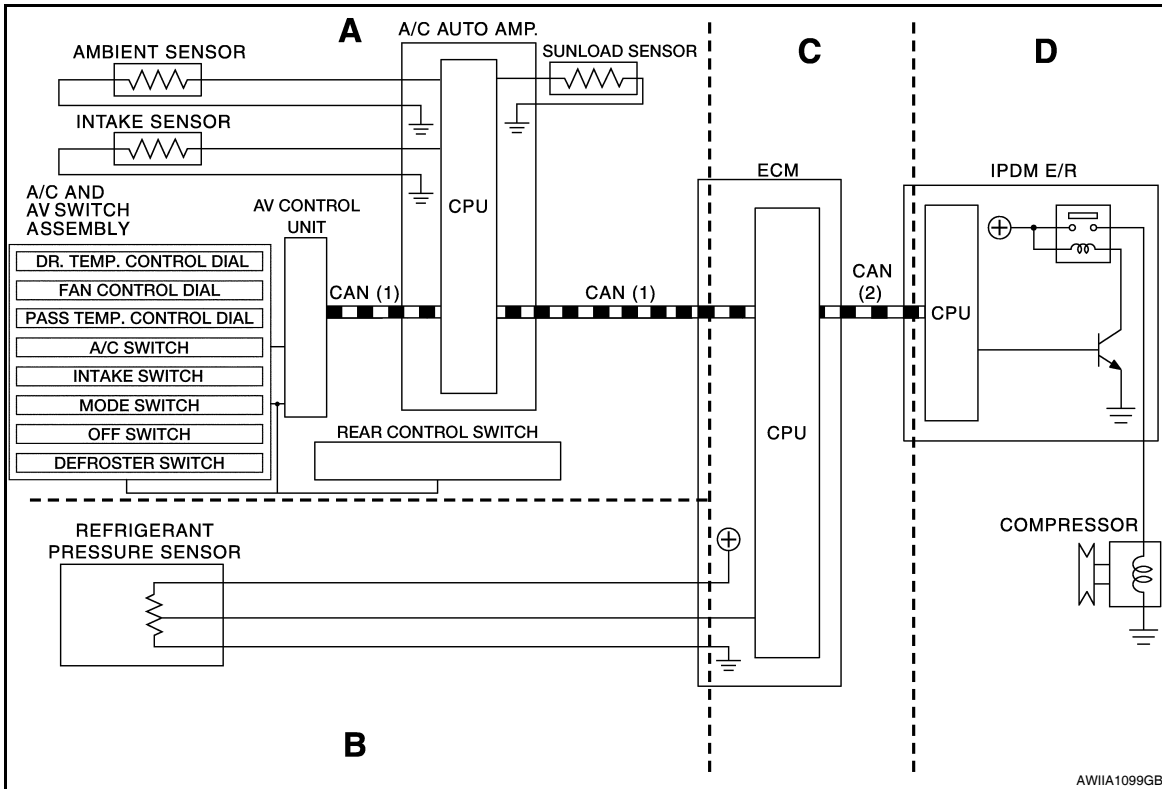 A
A/C AUTO AMP.
SUNLOAD SENSOR
AMBIENT SENSOR
INTAKE SENSOR
CPU
A/C AND
AV SWITCH
ASSEMBLY
AV CONTROL
UNIT
DR. TEMP. CONTROL DIAL
FAN CONTROL DIAL
PASS TEMP. CONTROL DIAL
A/C SWITCH
INTAKE SWITCH
MODE SWITCH
OFF SWITCH
DEFROSTER SWITCH
CAN (1)
CAN (1)
REAR CONTROL SWITCH
REFRIGERANT
PRESSURE SENSOR
B
C
ECM
CPU
CAN
(2)
D
IPDM E/R
CPU
COMPRESSOR
AWIIA1099GB